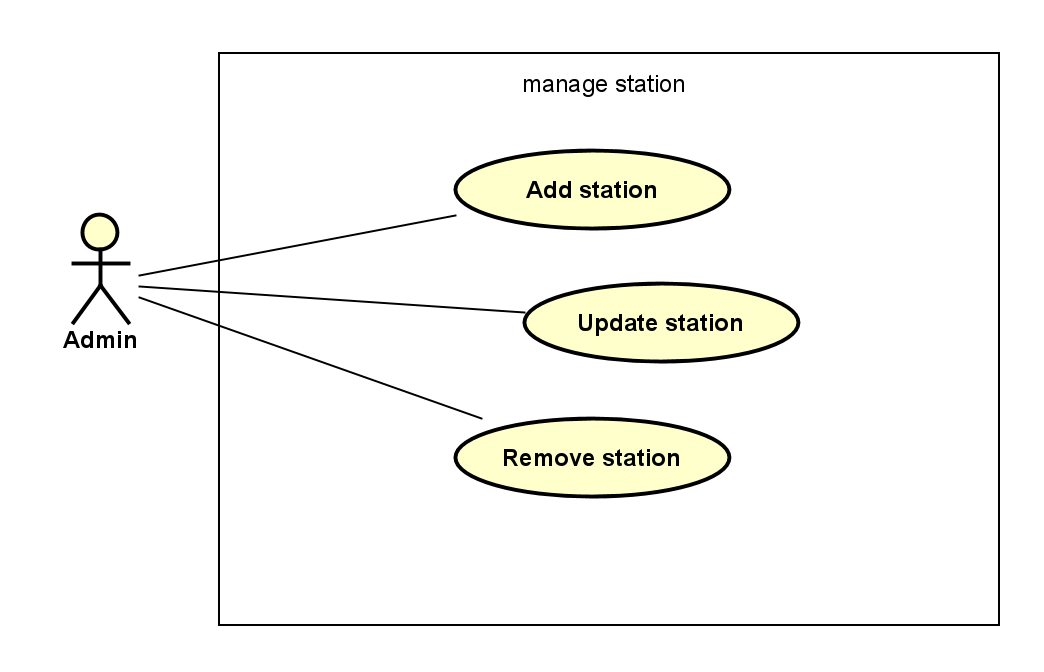 manage station
Add station
Update station
Admin
Remove station